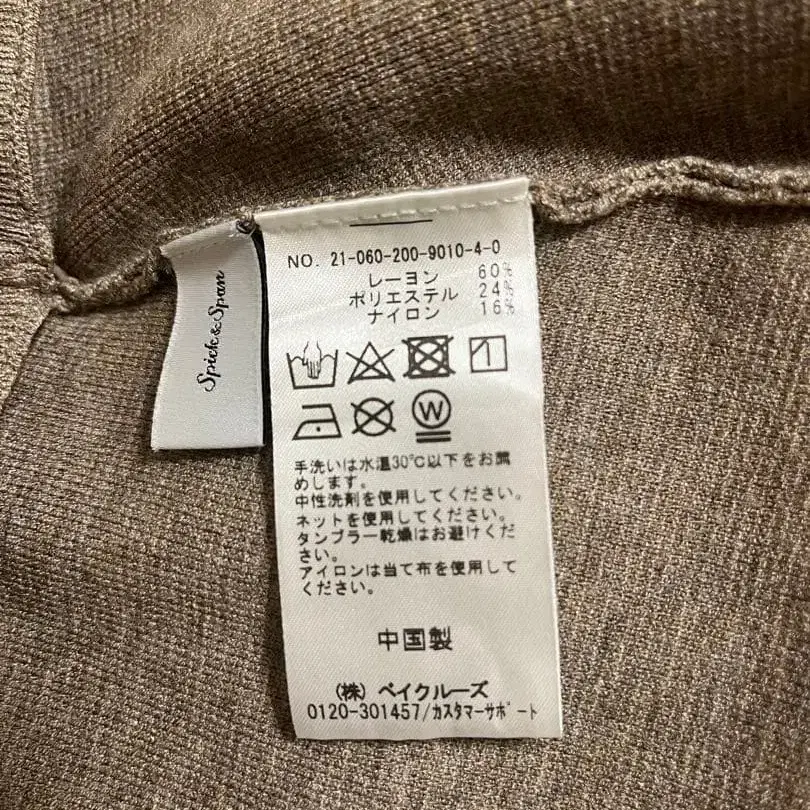 Spick&Span
NO. 21-060-200-9010-4-0
レーヨン 60%
ポリエステル 24%
ナイロン 16%
W
手洗いは水温30℃以下をお薦
めします。
中性洗剤を使用してください。
ネットを使用してください。
タンブラー乾燥はお避けくだ
さい。
アイロンは当て布を使用して
ください。
中国製
(株) ベイクルーズ
0120-301457/カスタマーサポート